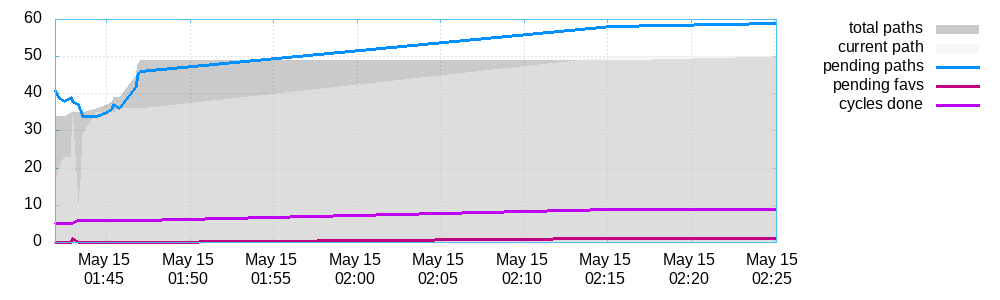 60
50
40
30
20
10
0
May 15 May 15 May 15 May 15 May 15 May 15 May 15 May 15 May 15
01:45 01:50 01:55 02:00 02:05 02:10 02:15 02:20 02:25
total paths
current path
pending paths
pending favs
cycles done